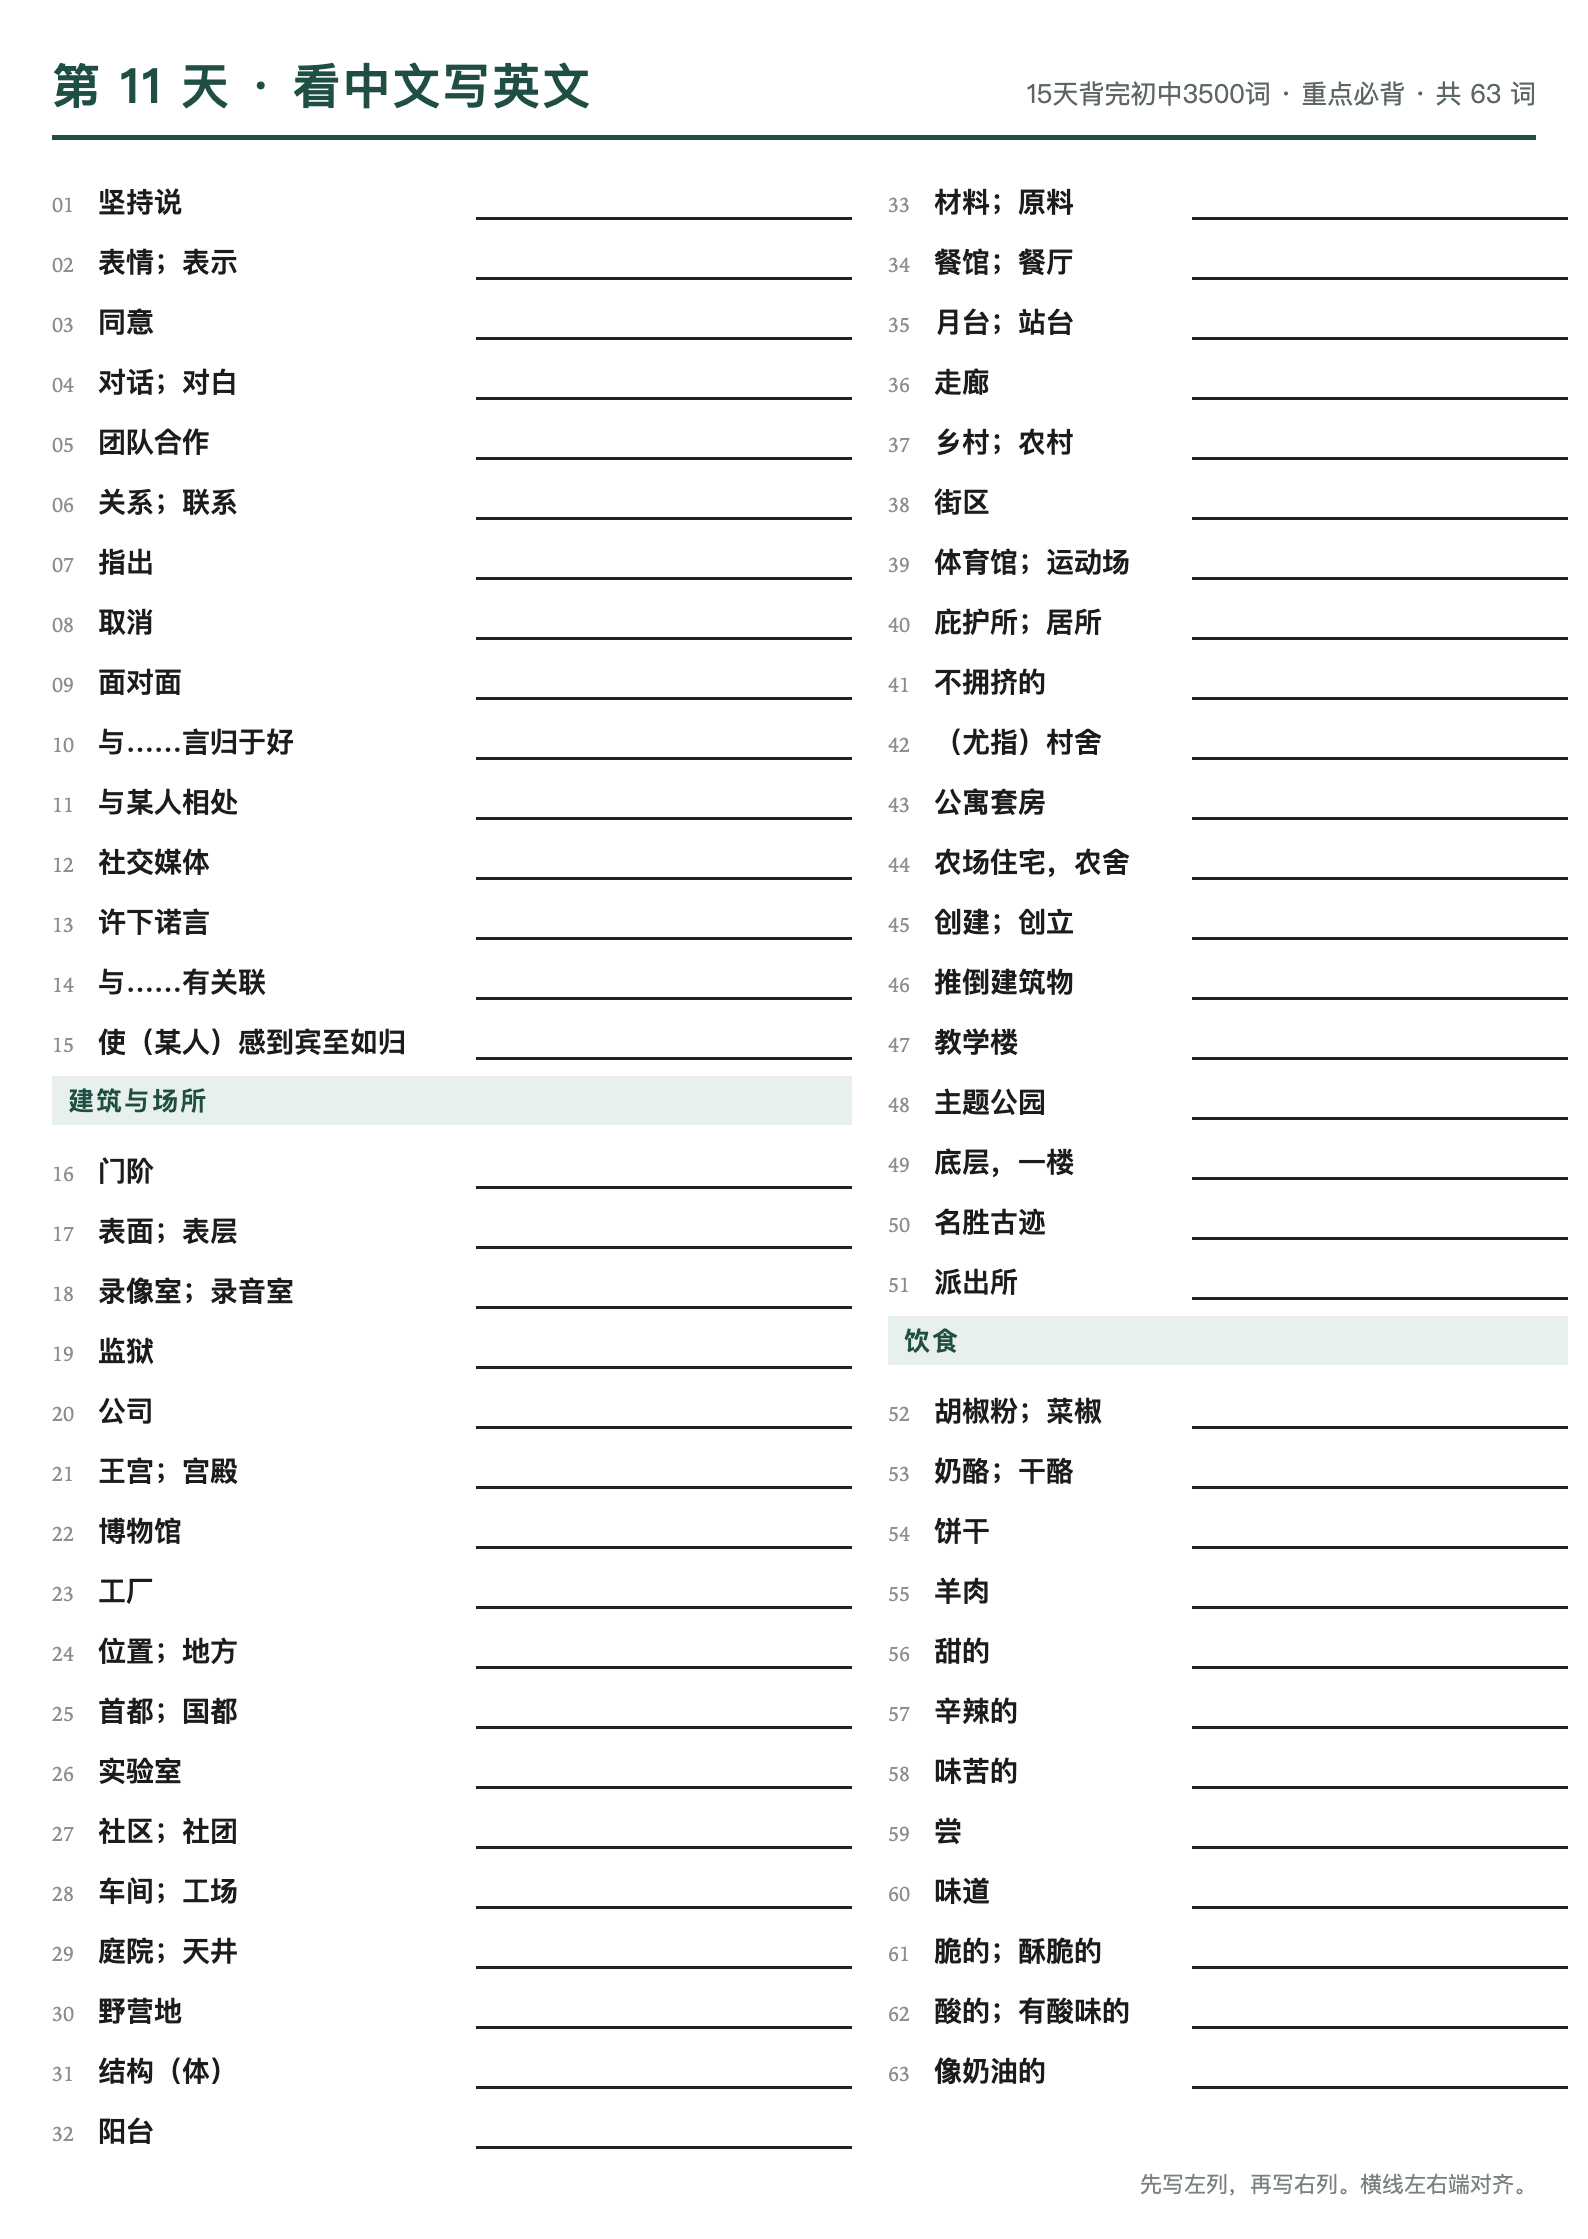 第 11 天 · 看中文写英文
15天背完初中3500词 · 重点必背 · 共 63 词
01 坚持说
02 表情；表示
03 同意
04 对话；对白
05 团队合作
06 关系；联系
07 指出
08 取消
09 面对面
10 与……言归于好
11 与某人相处
12 社交媒体
13 许下诺言
14 与……有关联
15 使（某人）感到宾至如归
建筑与场所
16 门阶
17 表面；表层
18 录像室；录音室
19 监狱
20 公司
21 王宫；宫殿
22 博物馆
23 工厂
24 位置；地方
25 首都；国都
26 实验室
27 社区；社团
28 车间；工场
29 庭院；天井
30 野营地
31 结构（体）
32 阳台
33 材料；原料
34 餐馆；餐厅
35 月台；站台
36 走廊
37 乡村；农村
38 街区
39 体育馆；运动场
40 庇护所；居所
41 不拥挤的
42 （尤指）村舍
43 公寓套房
44 农场住宅，农舍
45 创建；创立
46 推倒建筑物
47 教学楼
48 主题公园
49 底层，一楼
50 名胜古迹
51 派出所
饮食
52 胡椒粉；菜椒
53 奶酪；干酪
54 饼干
55 羊肉
56 甜的
57 辛辣的
58 味苦的
59 尝
60 味道
61 脆的；酥脆的
62 酸的；有酸味的
63 像奶油的
先写左列，再写右列。横线左右端对齐。